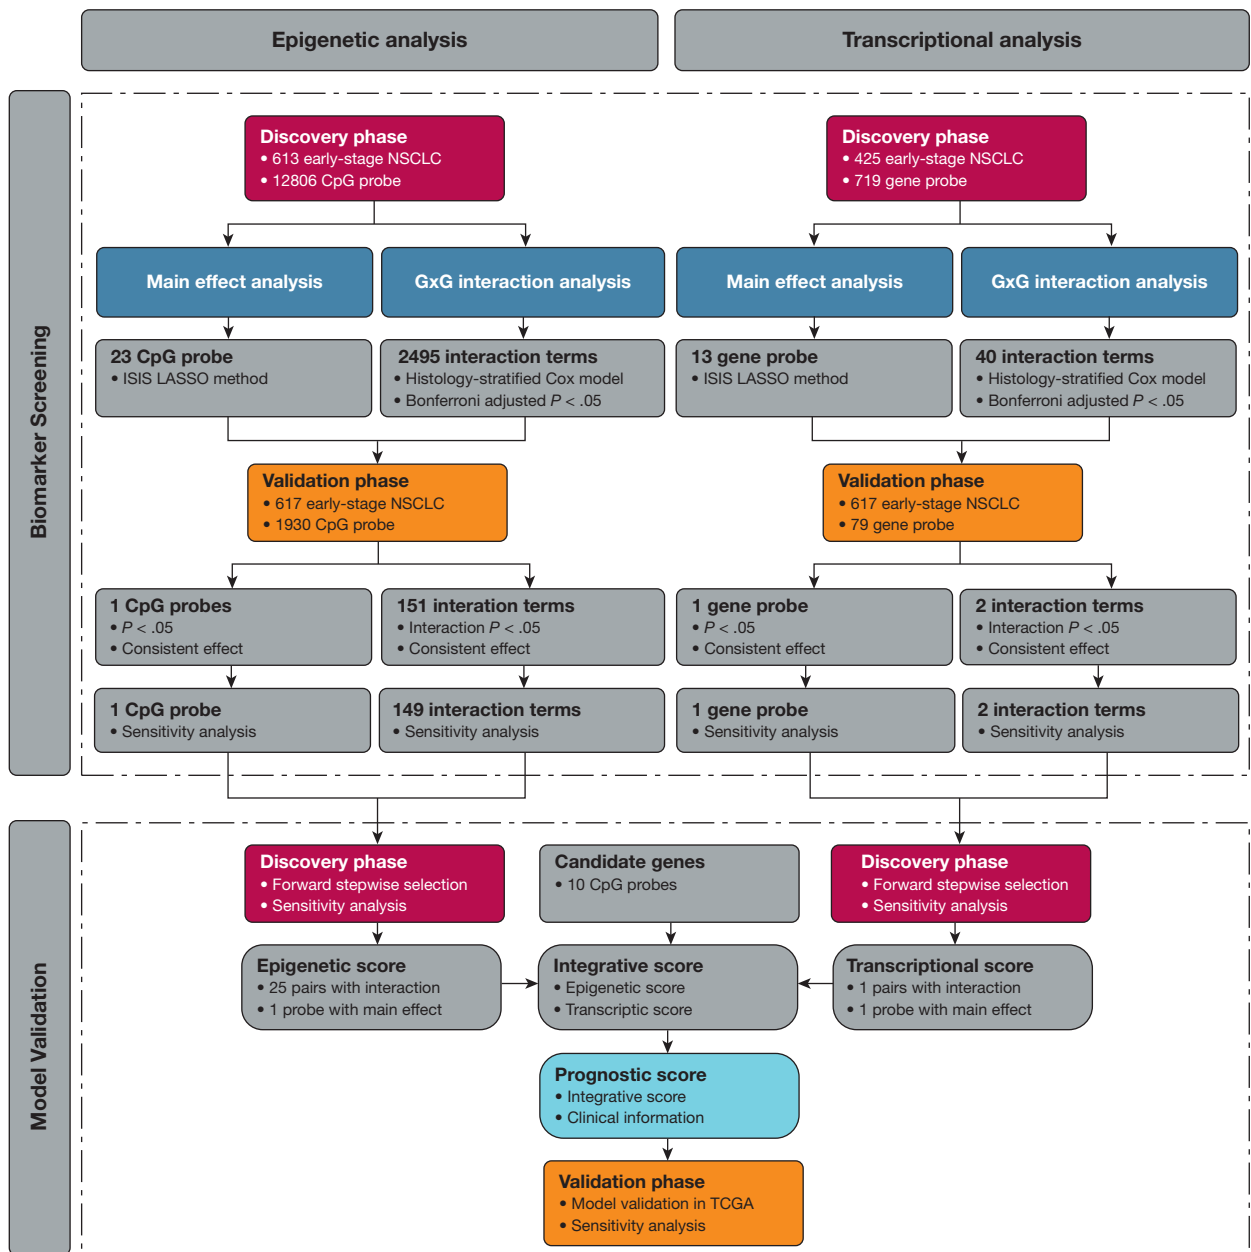 Epigenetic analysis
Transcriptional analysis
Biomarker Screening
Discovery phase
• 613 early-stage NSCLC
• 12806 CpG probe
Discovery phase
• 425 early-stage NSCLC
• 719 gene probe
Main effect analysis
GxG interaction analysis
Main effect analysis
GxG interaction analysis
23 CpG probe
• ISIS LASSO method
2495 interaction terms
• Histology-stratified Cox model
• Bonferroni adjusted P < .05
13 gene probe
• ISIS LASSO method
40 interaction terms
• Histology-stratified Cox model
• Bonferroni adjusted P < .05
Validation phase
• 617 early-stage NSCLC
• 1930 CpG probe
Validation phase
• 617 early-stage NSCLC
• 79 gene probe
1 CpG probes
• P < .05
• Consistent effect
151 interation terms
• Interaction P < .05
• Consistent effect
1 gene probe
• P < .05
• Consistent effect
2 interaction terms
• Interaction P < .05
• Consistent effect
1 CpG probe
• Sensitivity analysis
149 interaction terms
• Sensitivity analysis
1 gene probe
• Sensitivity analysis
2 interaction terms
• Sensitivity analysis
Model Validation
Discovery phase
• Forward stepwise selection
• Sensitivity analysis
Candidate genes
• 10 CpG probes
Discovery phase
• Forward stepwise selection
• Sensitivity analysis
Epigenetic score
• 25 pairs with interaction
• 1 probe with main effect
Integrative score
• Epigenetic score
• Transcriptic score
Transcriptional score
• 1 pairs with interaction
• 1 probe with main effect
Prognostic score
• Integrative score
• Clinical information
Validation phase
• Model validation in TCGA
• Sensitivity analysis